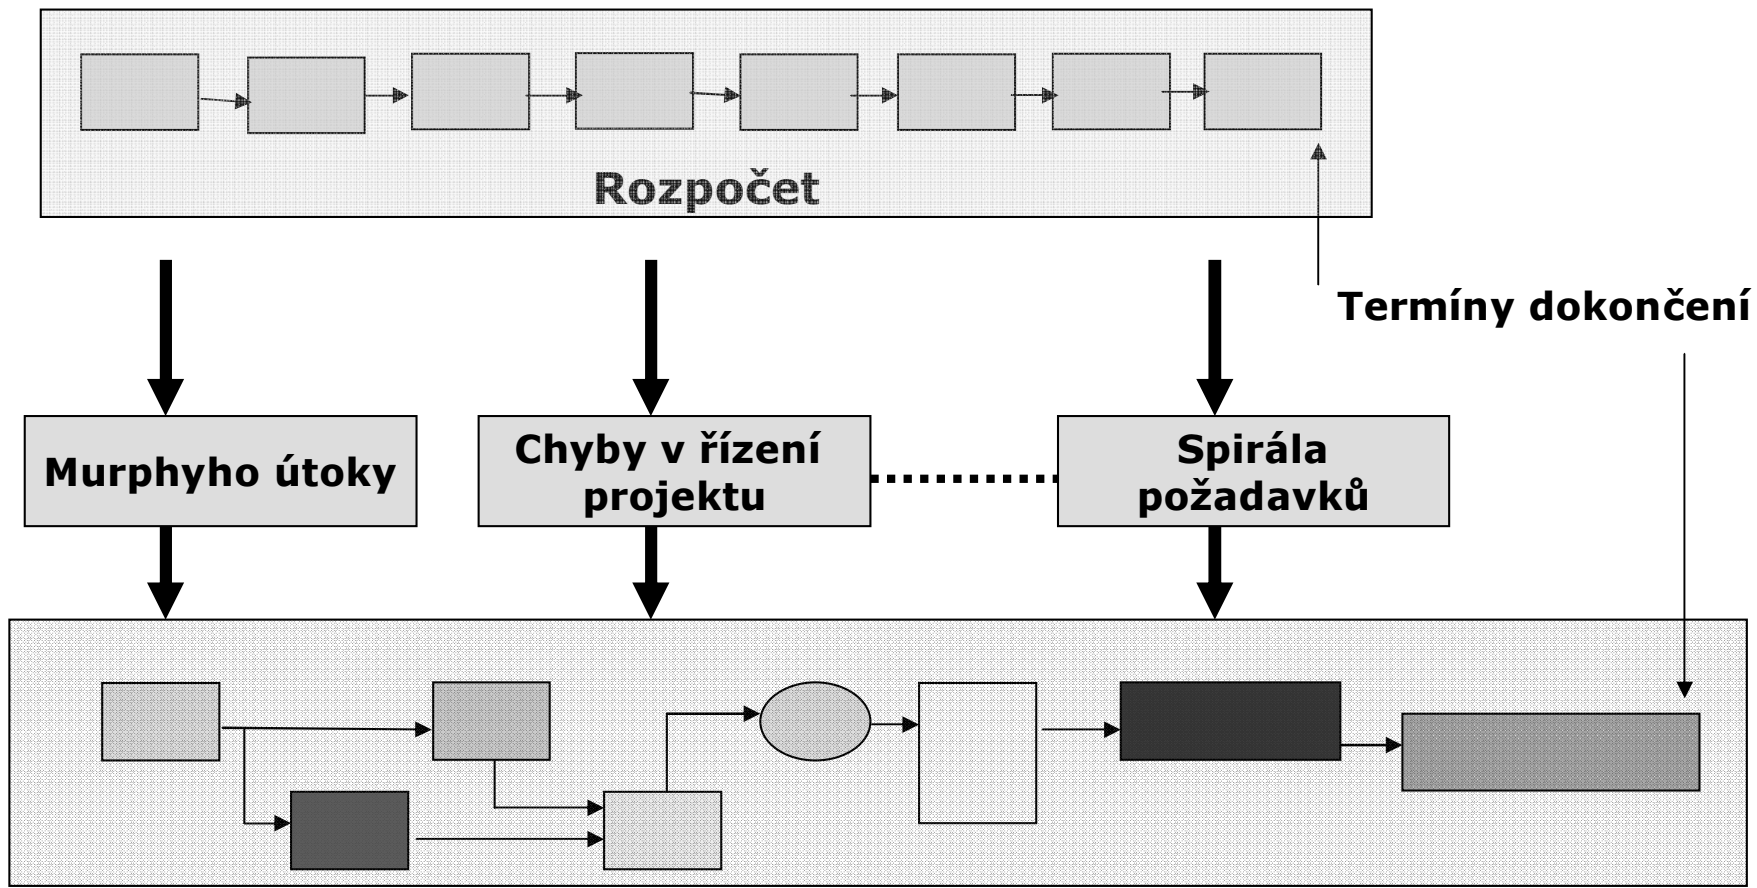 Rozpočet
Termíny dokončení
Murphyho útoky
Chyby v řízení
projektu
Spirála
požadavků